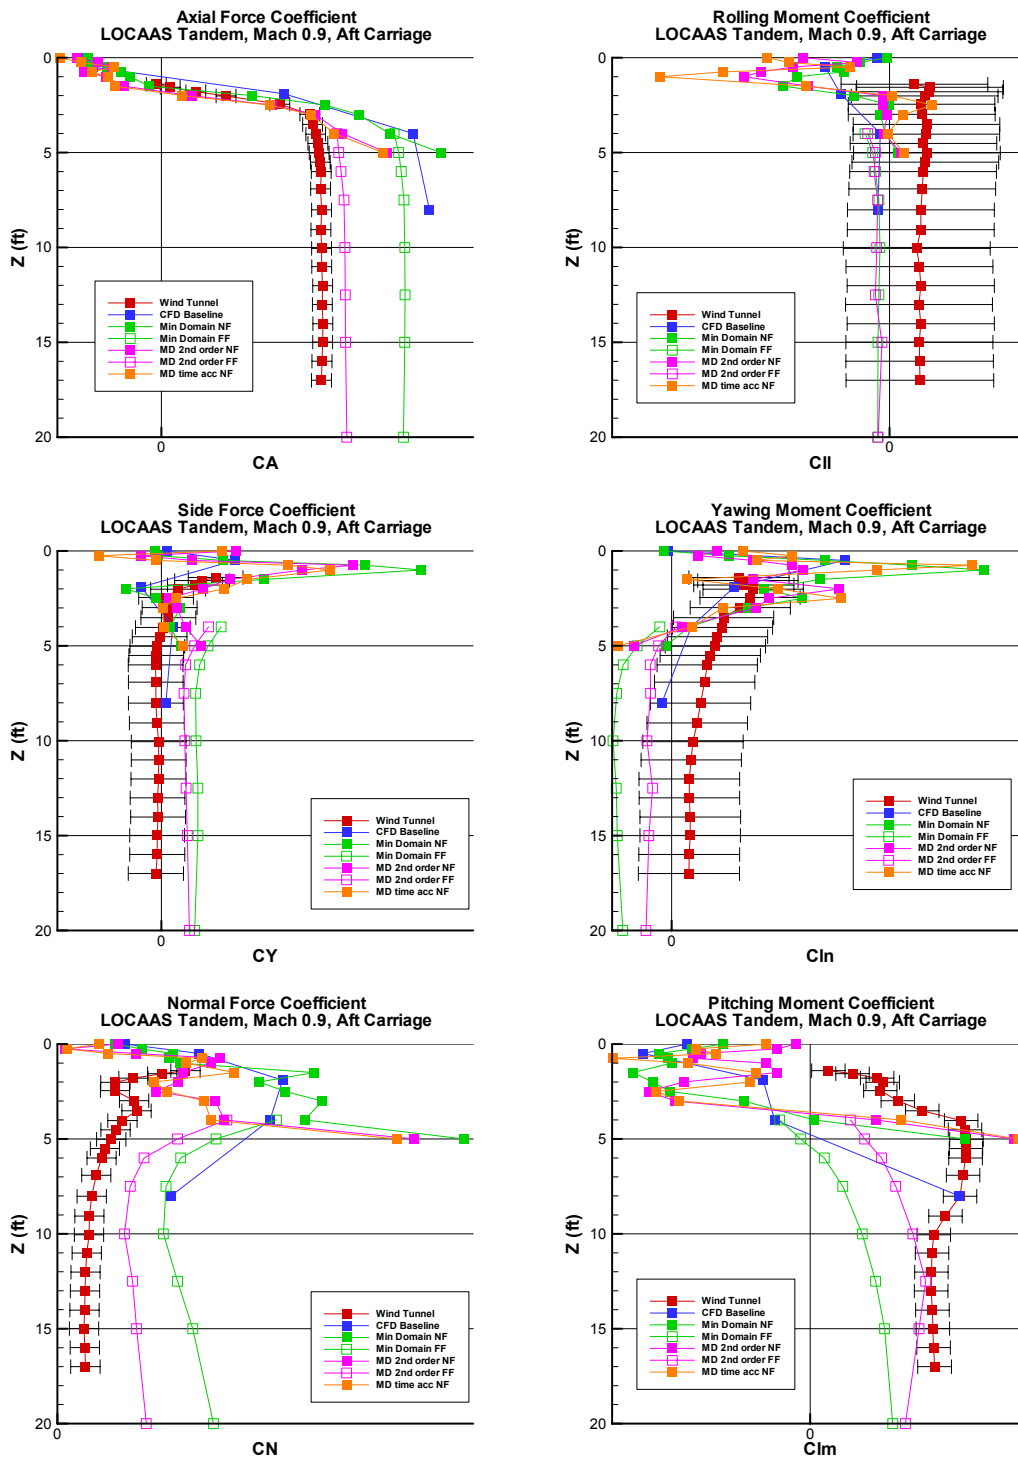 Axial Force Coefficient
LOCAAS Tandem, Mach 0.9, Aft Carriage
0
5
10
15
20
Z (ft)
0
CA
Wind Tunnel
CFD Baseline
Min Domain NF
Min Domain FF
MD 2nd order NF
MD 2nd order FF
MD time acc NF
Rolling Moment Coefficient
LOCAAS Tandem, Mach 0.9, Aft Carriage
0
5
10
15
20
Z (ft)
0
Cll
Wind Tunnel
CFD Baseline
Min Domain NF
Min Domain FF
MD 2nd order NF
MD 2nd order FF
MD time acc NF
Side Force Coefficient
LOCAAS Tandem, Mach 0.9, Aft Carriage
0
5
10
15
20
Z (ft)
0
CY
Wind Tunnel
CFD Baseline
Min Domain NF
Min Domain FF
MD 2nd order NF
MD 2nd order FF
MD time acc NF
Yawing Moment Coefficient
LOCAAS Tandem, Mach 0.9, Aft Carriage
0
5
10
15
20
Z (ft)
0
Cln
Wind Tunnel
CFD Baseline
Min Domain NF
Min Domain FF
MD 2nd order NF
MD 2nd order FF
MD time acc NF
Normal Force Coefficient
LOCAAS Tandem, Mach 0.9, Aft Carriage
0
5
10
15
20
Z (ft)
0
CN
Wind Tunnel
CFD Baseline
Min Domain NF
Min Domain FF
MD 2nd order NF
MD 2nd order FF
MD time acc NF
Pitching Moment Coefficient
LOCAAS Tandem, Mach 0.9, Aft Carriage
0
5
10
15
20
Z (ft)
0
Clm
Wind Tunnel
CFD Baseline
Min Domain NF
Min Domain FF
MD 2nd order NF
MD 2nd order FF
MD time acc NF